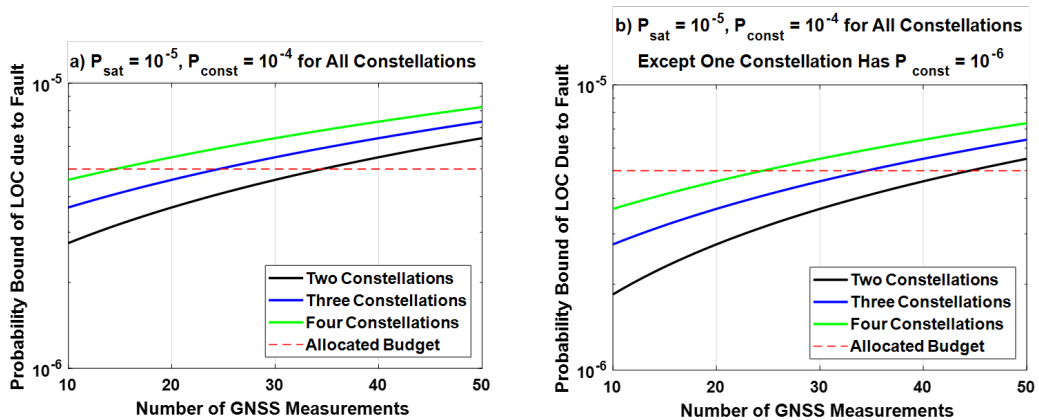 a) P_sat = 10^-5, P_const = 10^-4 for All Constellations
Probability Bound of LOC due to Fault
10^-5
10^-6
Two Constellations
Three Constellations
Four Constellations
Allocated Budget
10 20 30 40 50
Number of GNSS Measurements
b) P_sat = 10^-5, P_const = 10^-4 for All Constellations
Except One Constellation Has P_const = 10^-6
Probability Bound of LOC Due to Fault
10^-5
10^-6
Two Constellations
Three Constellations
Four Constellations
Allocated Budget
10 20 30 40 50
Number of GNSS Measurements